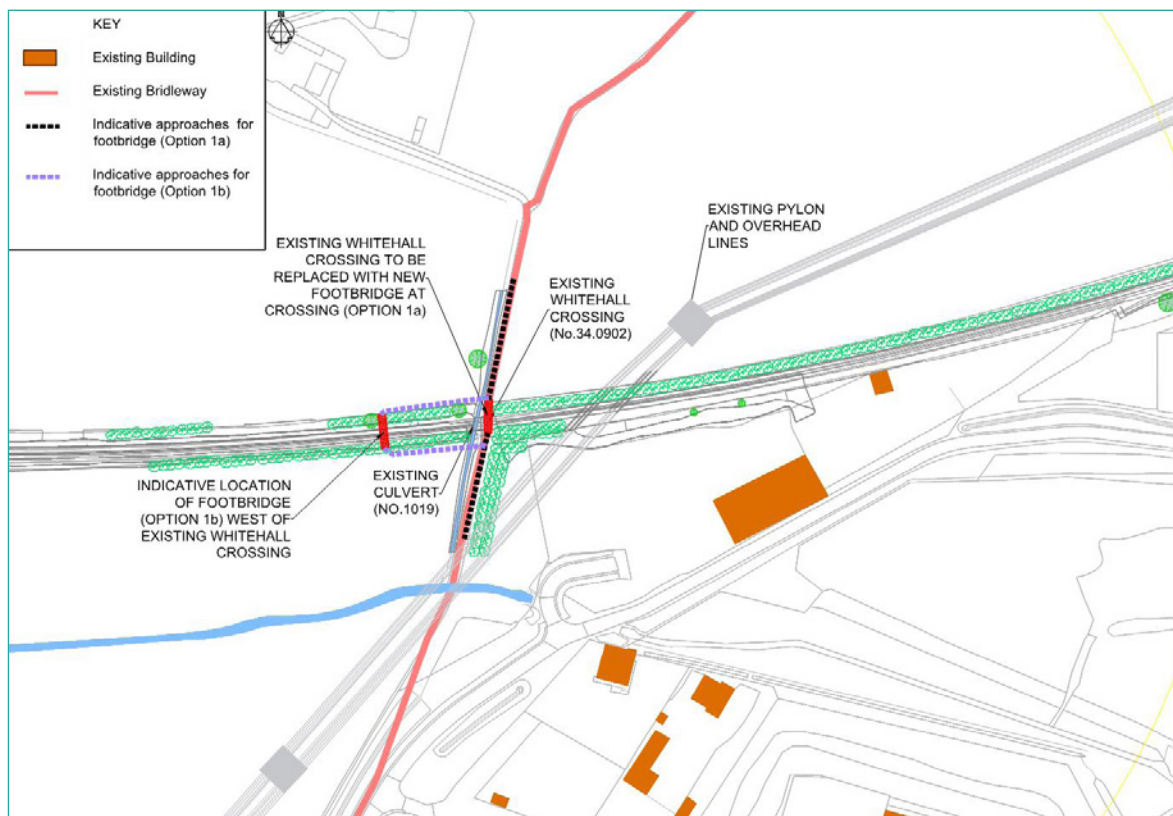 KEY
N
Existing Building
Existing Bridleway
Indicative approaches for
footbridge (Option 1a)
Indicative approaches for
footbridge (Option 1b)
EXISTING WHITEHALL
CROSSING TO BE
REPLACED WITH NEW
FOOTBRIDGE AT
CROSSING (OPTION 1a)
EXISTING
WHITEHALL
CROSSING
(No.34.0902)
EXISTING PYLON
AND OVERHEAD
LINES
INDICATIVE LOCATION
OF FOOTBRIDGE
(OPTION 1b) WEST OF
EXISTING WHITEHALL
CROSSING
EXISTING
CULVERT
(NO.1019)